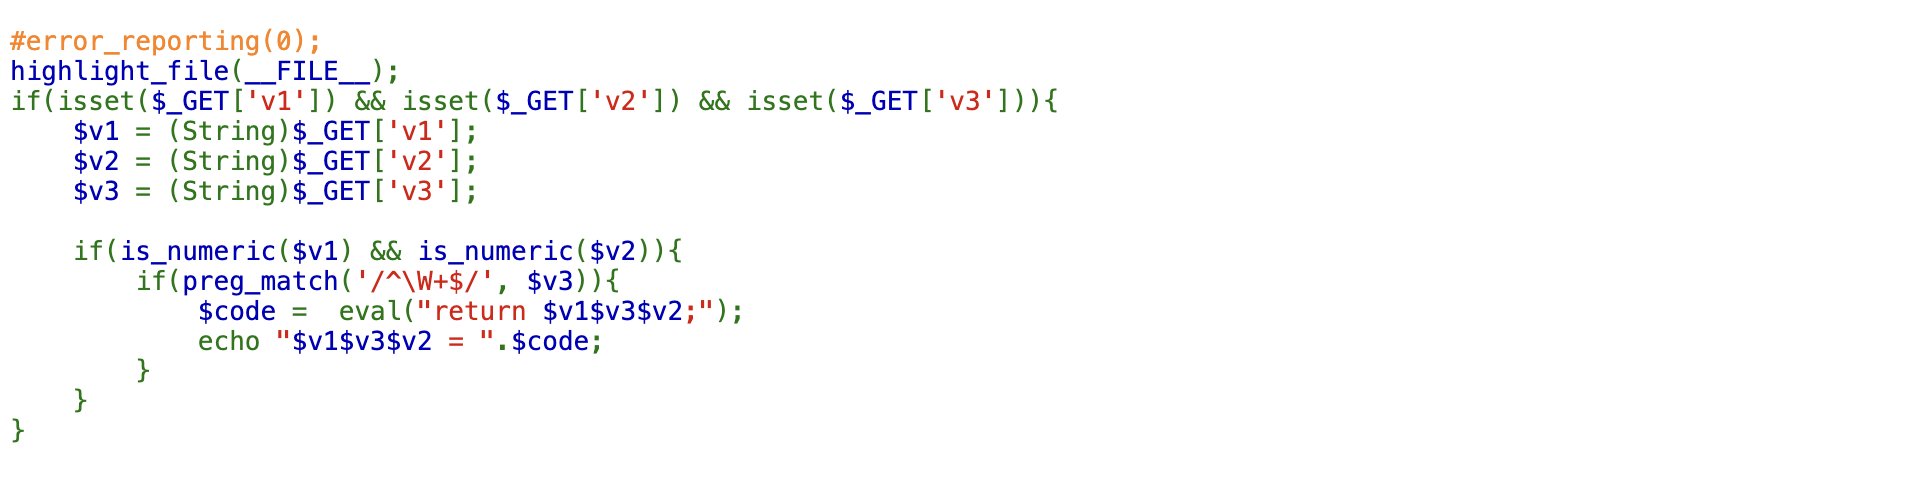 #error_reporting(0);
highlight_file(__FILE__);
if(isset($_GET['v1']) && isset($_GET['v2']) && isset($_GET['v3'])){
    $v1 = (String)$_GET['v1'];
    $v2 = (String)$_GET['v2'];
    $v3 = (String)$_GET['v3'];

    if(is_numeric($v1) && is_numeric($v2)){
        if(preg_match('/^\W+$/', $v3)){
            $code =  eval("return $v1$v3$v2;");
            echo "$v1$v3$v2 = ".$code;
        }
    }
}